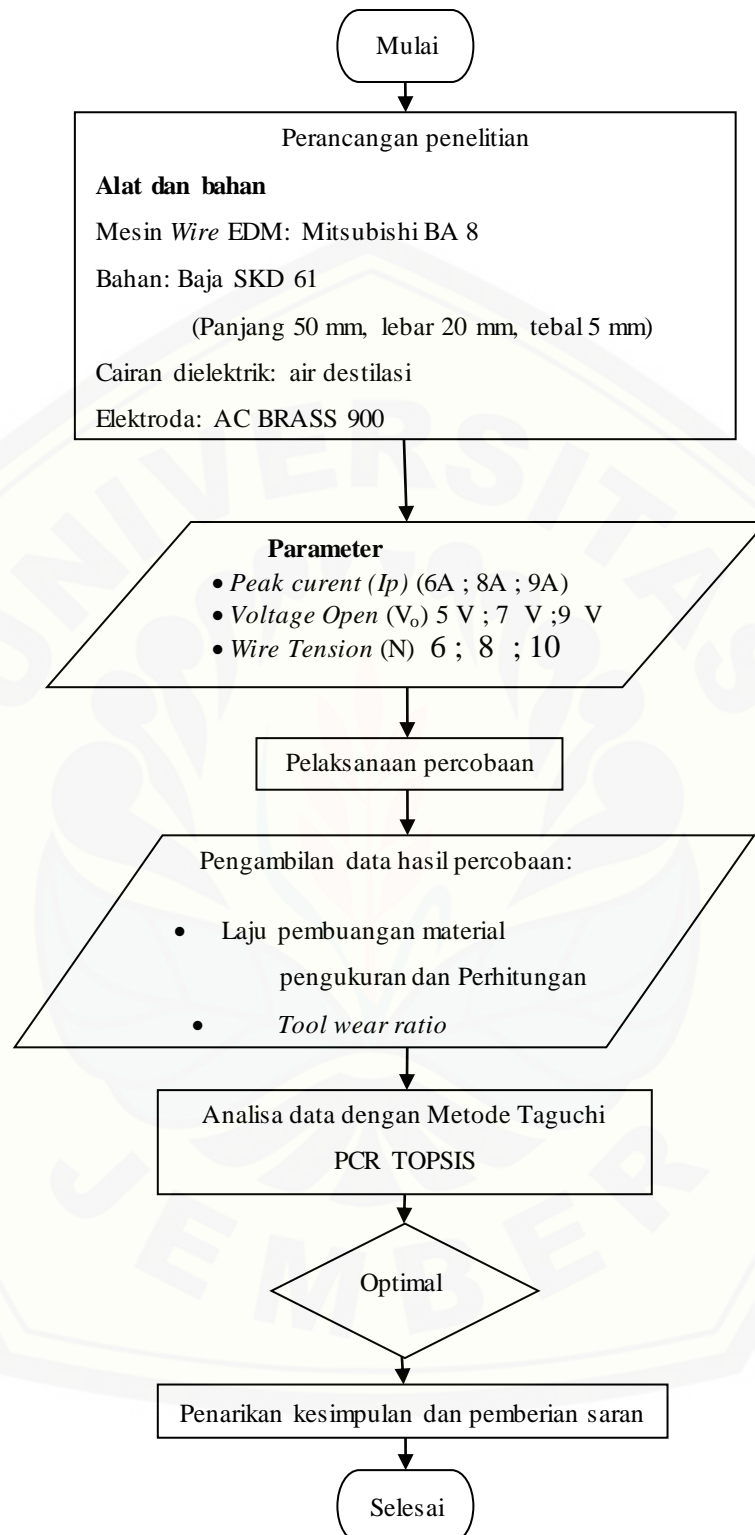 Mulai
Perancangan penelitian
Alat dan bahan
Mesin Wire EDM: Mitsubishi BA 8
Bahan: Baja SKD 61
(Panjang 50 mm, lebar 20 mm, tebal 5 mm)
Cairan dielektrik: air destilasi
Elektroda: AC BRASS 900
Parameter
• Peak curent (Ip) (6A ; 8A ; 9A)
• Voltage Open (Vₒ) 5 V ; 7 V ;9 V
• Wire Tension (N) 6 ; 8 ; 10
Pelaksanaan percobaan
Pengambilan data hasil percobaan:
• Laju pembuangan material
pengukuran dan Perhitungan
• Tool wear ratio
Analisa data dengan Metode Taguchi
PCR TOPSIS
Optimal
Penarikan kesimpulan dan pemberian saran
Selesai
UNIVERSITAS
JEMBER